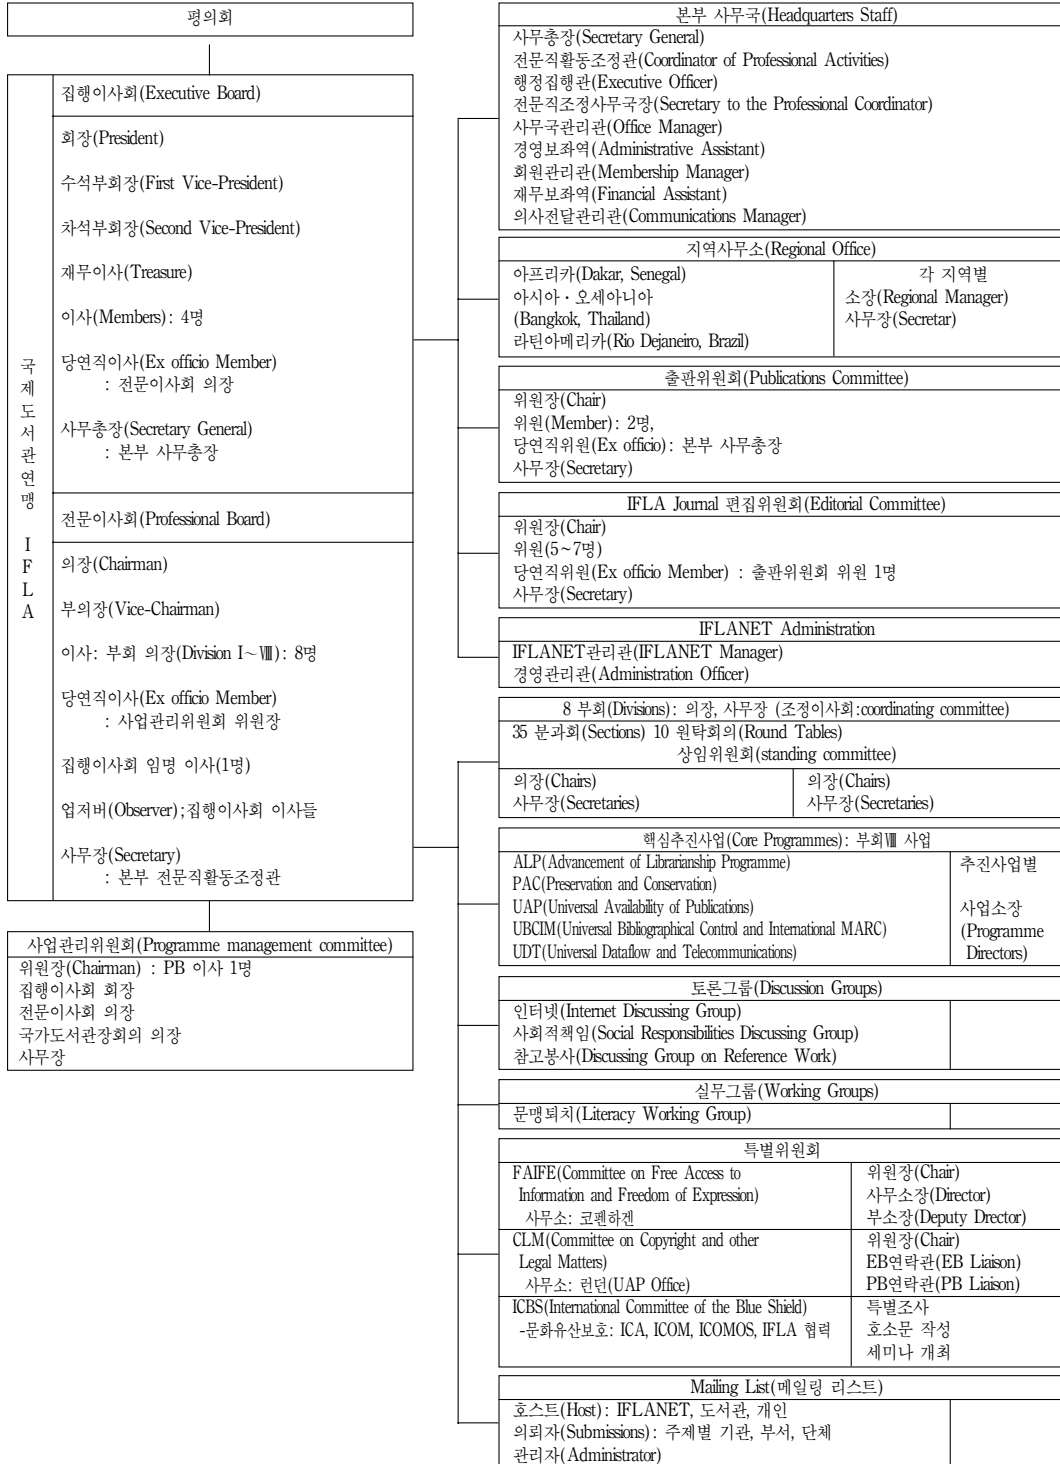 평의회
국제도서관연맹 IFLA
집행이사회(Executive Board)
회장(President)
수석부회장(First Vice-President)
차석부회장(Second Vice-President)
재무이사(Treasure)
이사(Members): 4명
당연직이사(Ex officio Member)
: 전문이사회 의장
사무총장(Secretary General)
: 본부 사무총장
전문이사회(Professional Board)
의장(Chairman)
부의장(Vice-Chairman)
이사: 부회 의장(Division I~Ⅷ): 8명
당연직이사(Ex officio Member)
: 사업관리위원회 위원장
집행이사회 임명 이사(1명)
업저버(Observer);집행이사회 이사들
사무장(Secretary)
: 본부 전문직활동조정관
사업관리위원회(Programme management committee)
위원장(Chairman) : PB 이사 1명
집행이사회 회장
전문이사회 의장
국가도서관장회의 의장
사무장
본부 사무국(Headquarters Staff)
사무총장(Secretary General)
전문직활동조정관(Coordinator of Professional Activities)
행정집행관(Executive Officer)
전문직조정사무국장(Secretary to the Professional Coordinator)
사무국관리관(Office Manager)
경영보좌역(Administrative Assistant)
회원관리관(Membership Manager)
재무보좌역(Financial Assistant)
의사전달관리관(Communications Manager)
지역사무소(Regional Office)
아프리카(Dakar, Senegal)
아시아・오세아니아
(Bangkok, Thailand)
라틴아메리카(Rio Dejaneiro, Brazil)
각 지역별
소장(Regional Manager)
사무장(Secretar)
출판위원회(Publications Committee)
위원장(Chair)
위원(Member): 2명,
당연직위원(Ex officio): 본부 사무총장
사무장(Secretary)
IFLA Journal 편집위원회(Editorial Committee)
위원장(Chair)
위원(5~7명)
당연직위원(Ex officio Member) : 출판위원회 위원 1명
사무장(Secretary)
IFLANET Administration
IFLANET관리관(IFLANET Manager)
경영관리관(Administration Officer)
8 부회(Divisions): 의장, 사무장 (조정이사회:coordinating committee)
35 분과회(Sections) 10 원탁회의(Round Tables)
상임위원회(standing committee)
의장(Chairs)
사무장(Secretaries)
의장(Chairs)
사무장(Secretaries)
핵심추진사업(Core Programmes): 부회Ⅷ 사업
ALP(Advancement of Librarianship Programme)
PAC(Preservation and Conservation)
UAP(Universal Availability of Publications)
UBCIM(Universal Bibliographical Control and International MARC)
UDT(Universal Dataflow and Telecommunications)
추진사업별
사업소장
(Programme
Directors)
토론그룹(Discussion Groups)
인터넷(Internet Discussing Group)
사회적책임(Social Responsibilities Discussing Group)
참고봉사(Discussing Group on Reference Work)
실무그룹(Working Groups)
문맹퇴치(Literacy Working Group)
특별위원회
FAIFE(Committee on Free Access to
Information and Freedom of Expression)
사무소: 코펜하겐
위원장(Chair)
사무소장(Director)
부소장(Deputy Drector)
CLM(Committee on Copyright and other
Legal Matters)
사무소: 런던(UAP Office)
위원장(Chair)
EB연락관(EB Liaison)
PB연락관(PB Liaison)
ICBS(International Committee of the Blue Shield)
-문화유산보호: ICA, ICOM, ICOMOS, IFLA 협력
특별조사
호소문 작성
세미나 개최
Mailing List(메일링 리스트)
호스트(Host): IFLANET, 도서관, 개인
의뢰자(Submissions): 주제별 기관, 부서, 단체
관리자(Administrator)